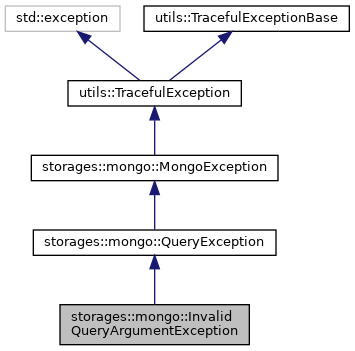 std::exception
utils::TracefulExceptionBase
utils::TracefulException
storages::mongo::MongoException
storages::mongo::QueryException
storages::mongo::Invalid
QueryArgumentException